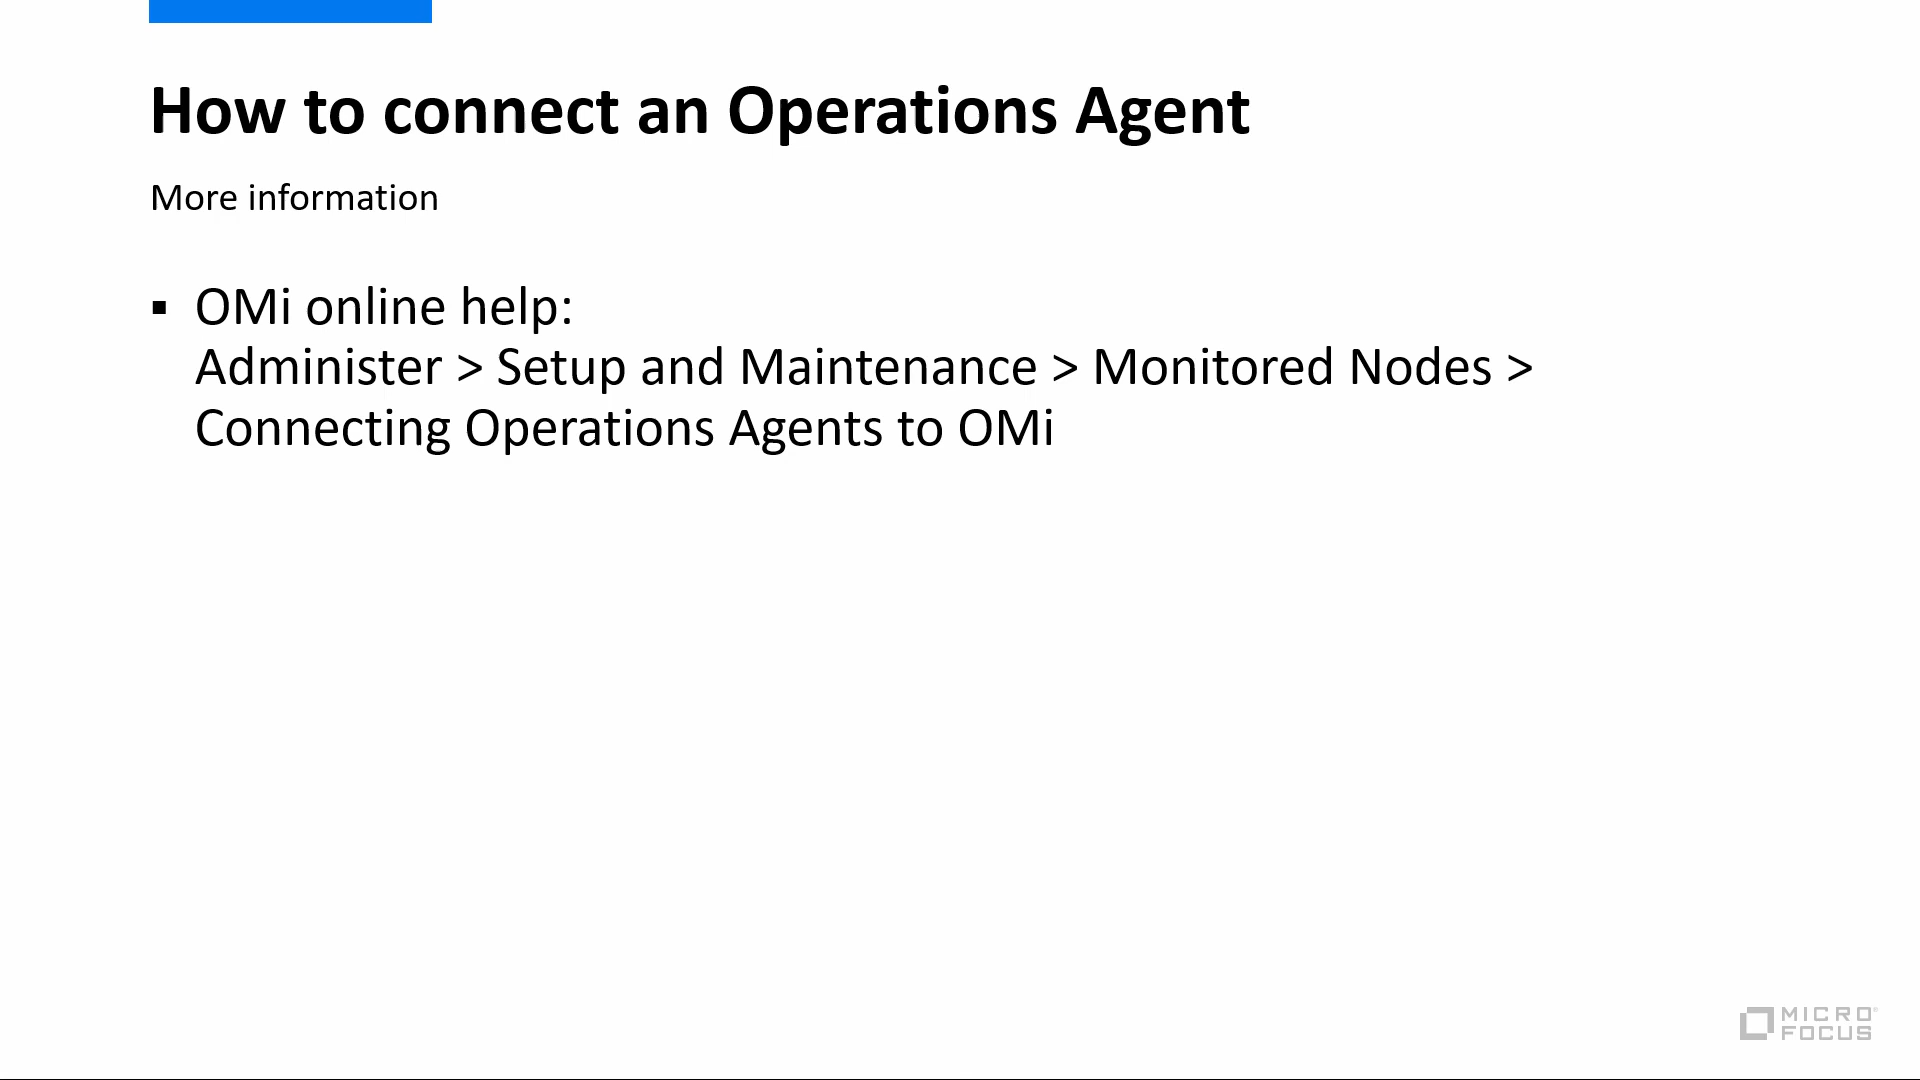 How to connect an Operations Agent
More information
▪ OMi online help:
Administer > Setup and Maintenance > Monitored Nodes >
Connecting Operations Agents to OMi
MICRO
FOCUS